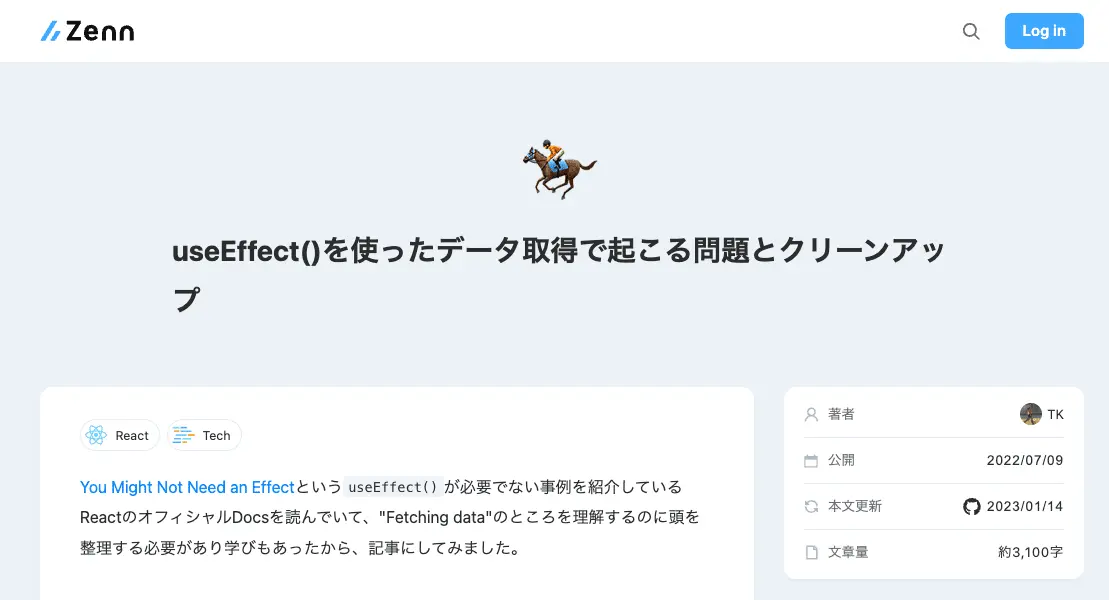 Zenn
Log in
useEffect()を使ったデータ取得で起こる問題とクリーンアッ
プ
React
Tech
You Might Not Need an Effectという useEffect() が必要でない事例を紹介している
ReactのオフィシャルDocsを読んでいて、"Fetching data"のところを理解するのに頭を
整理する必要があり学びもあったから、記事にしてみました。
著者
TK
公開
2022/07/09
本文更新
2023/01/14
文章量
約3,100字